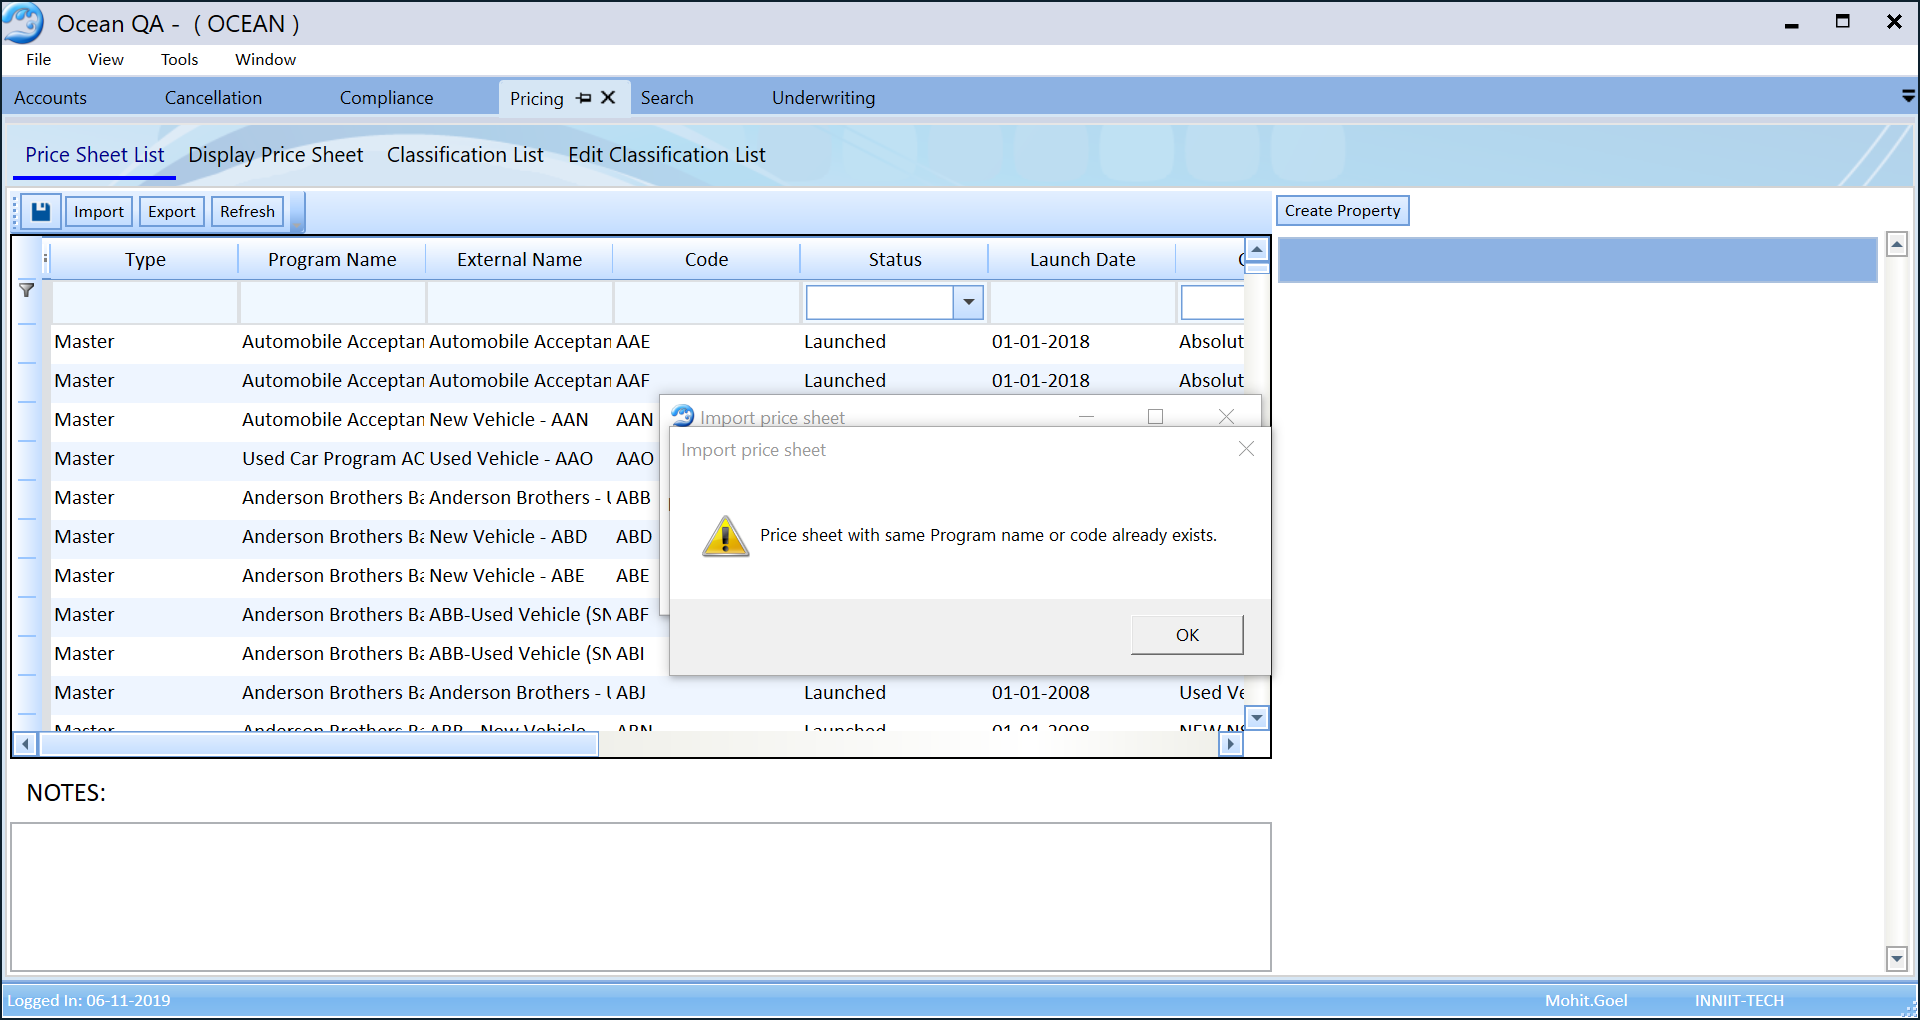 Ocean QA - ( OCEAN )
File View Tools Window
Accounts Cancellation Compliance Pricing Search Underwriting
Price Sheet List Display Price Sheet Classification List Edit Classification List
Import Export Refresh Create Property
Type Program Name External Name Code Status Launch Date
Master Automobile Acceptan Automobile Acceptan AAE Launched 01-01-2018 Absolut
Master Automobile Acceptan Automobile Acceptan AAF Launched 01-01-2018 Absolut
Master Automobile Acceptan New Vehicle - AAN AAN
Import price sheet
Import price sheet
Master Used Car Program AC Used Vehicle - AAO AAO
Master Anderson Brothers Ba Anderson Brothers - U ABB
Master Anderson Brothers Ba New Vehicle - ABD ABD
Price sheet with same Program name or code already exists.
Master Anderson Brothers Ba New Vehicle - ABE ABE
Master Anderson Brothers Ba ABB-Used Vehicle (SN ABF
OK
Master Anderson Brothers Ba ABB-Used Vehicle (SN ABI
Master Anderson Brothers Ba Anderson Brothers - U ABJ Launched 01-01-2008 Used Ve
Master Anderson Brothers Ba ABB - New Vehicle ABN Launched 01-01-2008 NEW
NOTES:
Logged In: 06-11-2019 Mohit.Goel INNIIT-TECH